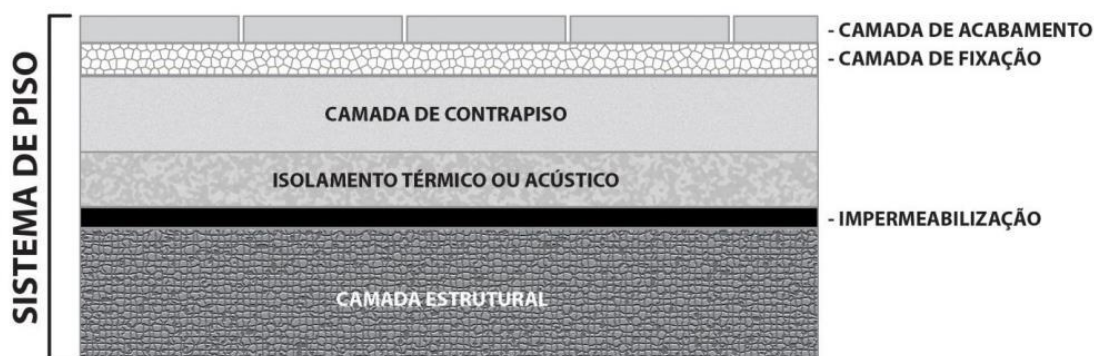 SISTEMA DE PISO
- CAMADA DE ACABAMENTO
- CAMADA DE FIXAÇÃO
CAMADA DE CONTRAPISO
ISOLAMENTO TÉRMICO OU ACÚSTICO
- IMPERMEABILIZAÇÃO
CAMADA ESTRUTURAL